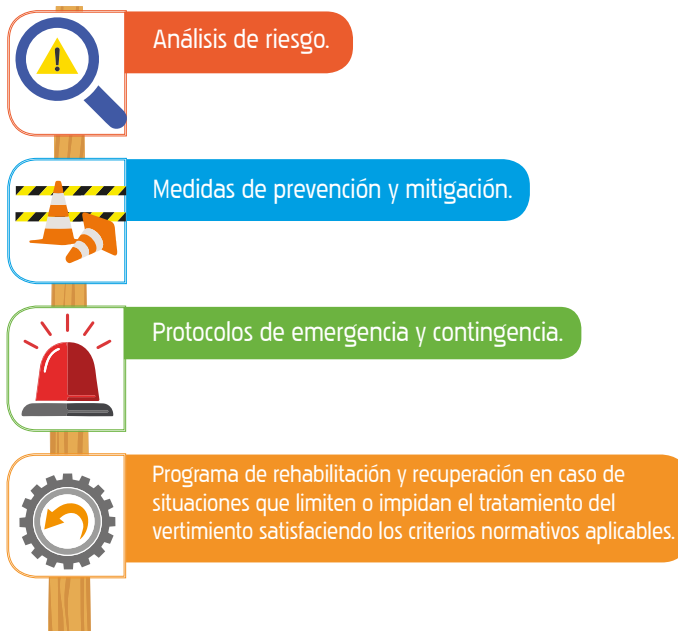 Análisis de riesgo.
Medidas de prevención y mitigación.
Protocolos de emergencia y contingencia.
Programa de rehabilitación y recuperación en caso de
situaciones que limiten o impidan el tratamiento del
vertimiento satisfaciendo los criterios normativos aplicables.